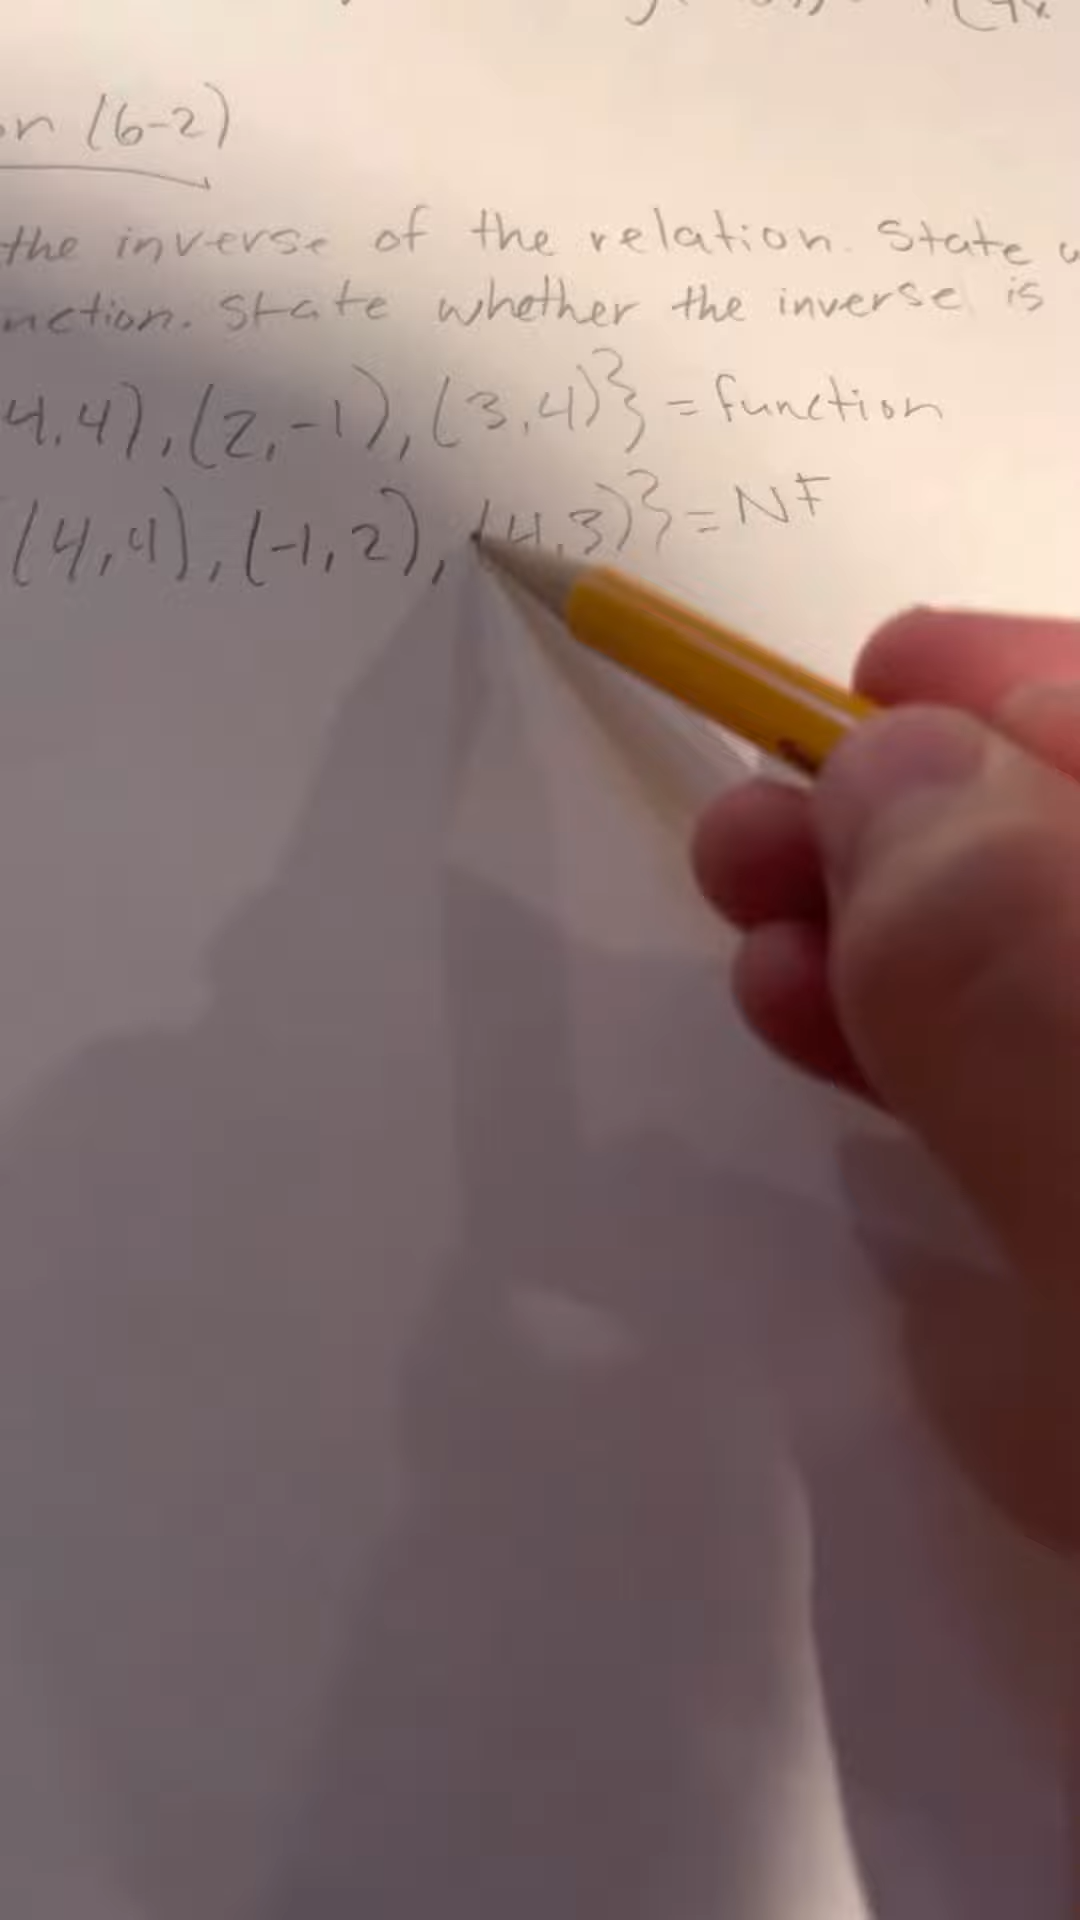 (6-2)
the inverse of the relation. State
nction. State whether the inverse is
4,4),(2,-1),(3,4)} = function
(4,4),(-1,2),(4,3)} = NF